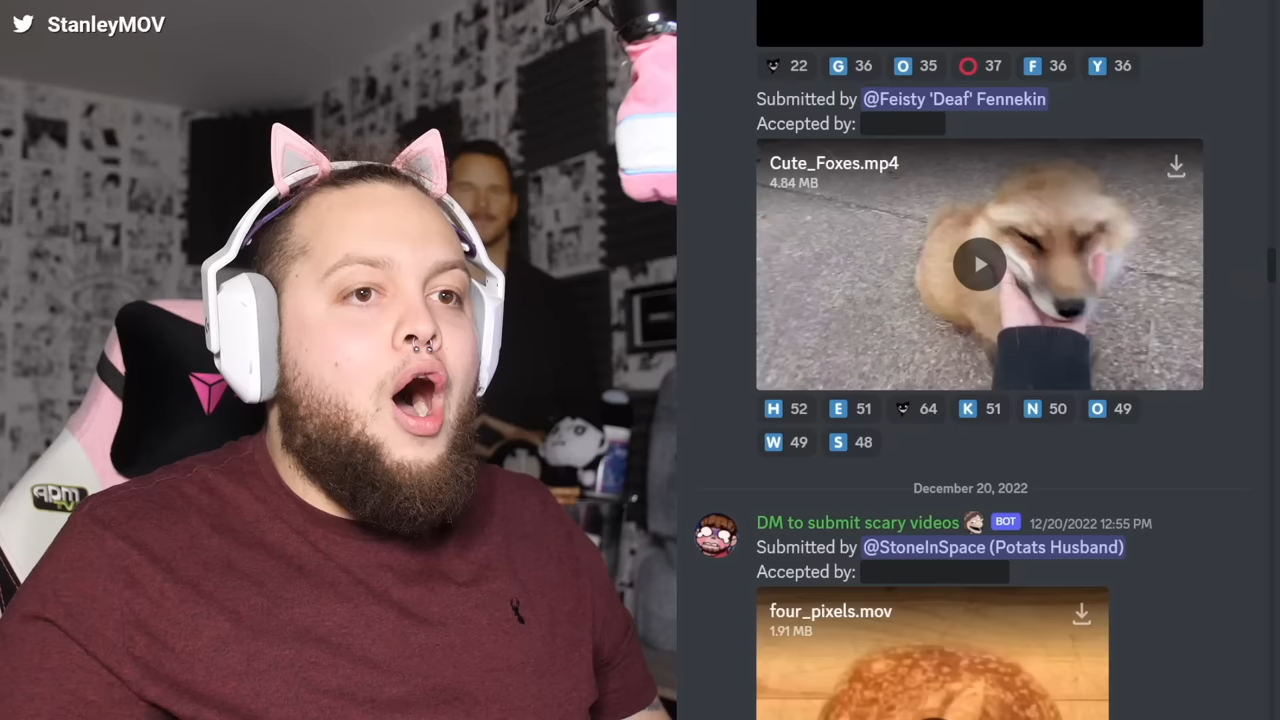 StanleyMOV
22 G 36 O 35 37 F 36 Y 36
Submitted by @Feisty 'Deaf' Fennekin
Accepted by:
Cute_Foxes.mp4
4.84 MB
H 52 E 51 64 K 51 N 50 O 49
W 49 S 48
December 20, 2022
DM to submit scary videos BOT 12/20/2022 12:55 PM
Submitted by @StoneInSpace (Potats Husband)
Accepted by:
four_pixels.mov
1.91 MB
apm
TV